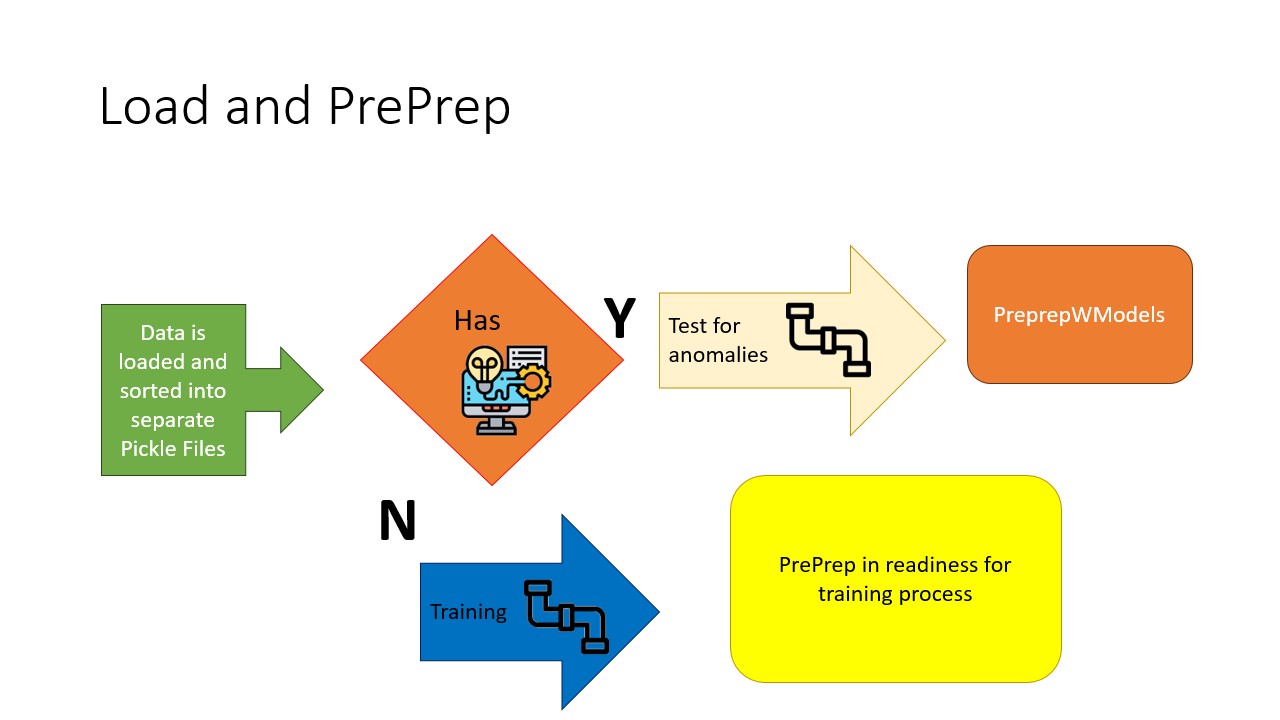 Load and PrePrep
Data is
loaded and
sorted into
separate
Pickle Files
Has
Y
Test for
anomalies
PreprepWModels
N
Training
PrePrep in readiness for
training process